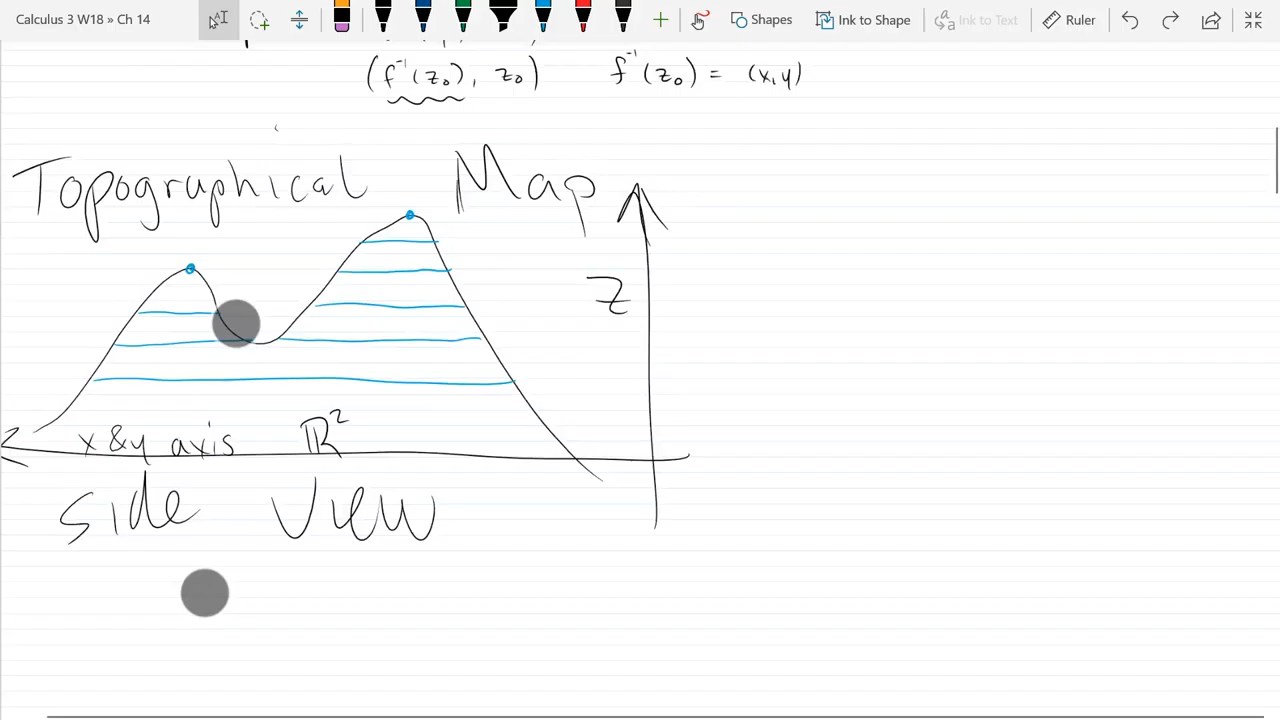 Calculus 3 W18 » Ch 14
Shapes
Ink to Shape
Ink to Text
Ruler
(f⁻¹(z₀), z₀) f⁻¹(z₀) = (x,y)
Topographical Map
z
x & y axis ℝ²
Side View